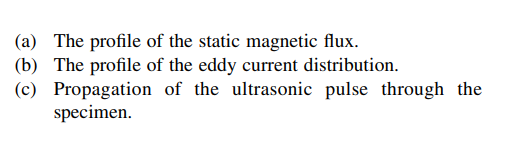 (a) The profile of the static magnetic flux.
(b) The profile of the eddy current distribution.
(c) Propagation of the ultrasonic pulse through the
specimen.